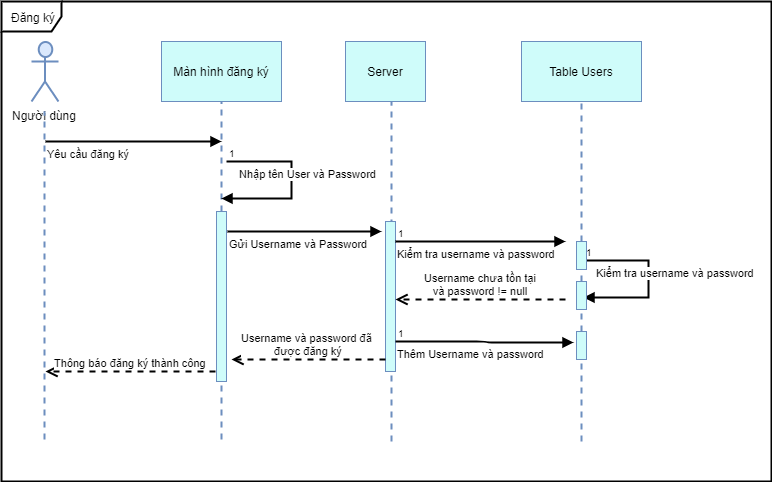 Đăng ký
Màn hình đăng ký
Server
Table Users
Người dùng
Yêu cầu đăng ký
1
Nhập tên User và Password
Gửi Username và Password
1
Kiểm tra username và password
1
Kiểm tra username và password
Username chưa tồn tại
và password != null
1
Thêm Username và password
Username và password đã
được đăng ký
Thông báo đăng ký thành công